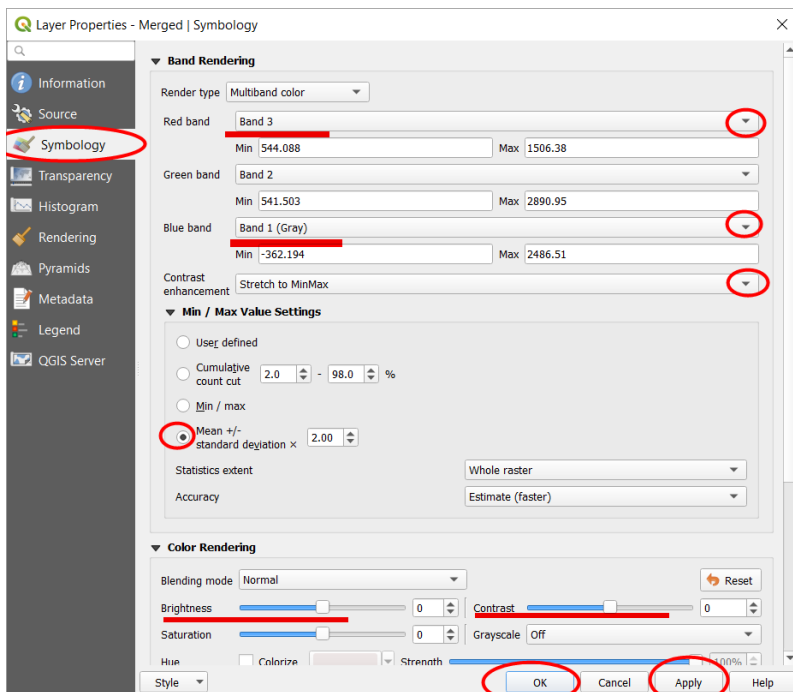 Layer Properties - Merged | Symbology
Information
Source
Symbology
Transparency
Histogram
Rendering
Pyramids
Metadata
Legend
QGIS Server
Band Rendering
Render type Multiband color
Red band Band 3
Min 544.088 Max 1506.38
Green band Band 2
Min 541.503 Max 2890.95
Blue band Band 1 (Gray)
Min -362.194 Max 2486.51
Contrast
enhancement Stretch to MinMax
Min / Max Value Settings
User defined
Cumulative
count cut 2.0 - 98.0 %
Min / max
Mean +/-
standard deviation × 2.00
Statistics extent Whole raster
Accuracy Estimate (faster)
Color Rendering
Blending mode Normal Reset
Brightness 0 Contrast 0
Saturation 0 Grayscale Off
Hue Colorize Strength 100%
Style OK Cancel Apply Help